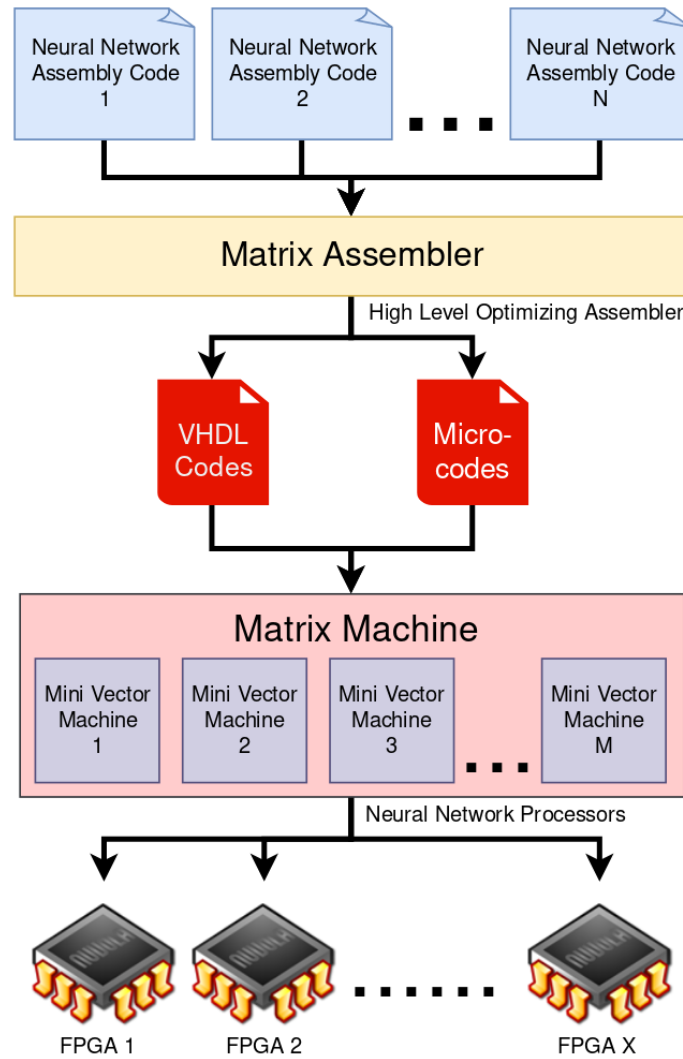 Neural Network
Assembly Code
1
Neural Network
Assembly Code
2
Neural Network
Assembly Code
N
Matrix Assembler
High Level Optimizing Assembler
VHDL
Codes
Micro-
codes
Matrix Machine
Mini Vector
Machine
1
Mini Vector
Machine
2
Mini Vector
Machine
3
Mini Vector
Machine
M
Neural Network Processors
FPGA 1
FPGA 2
FPGA X